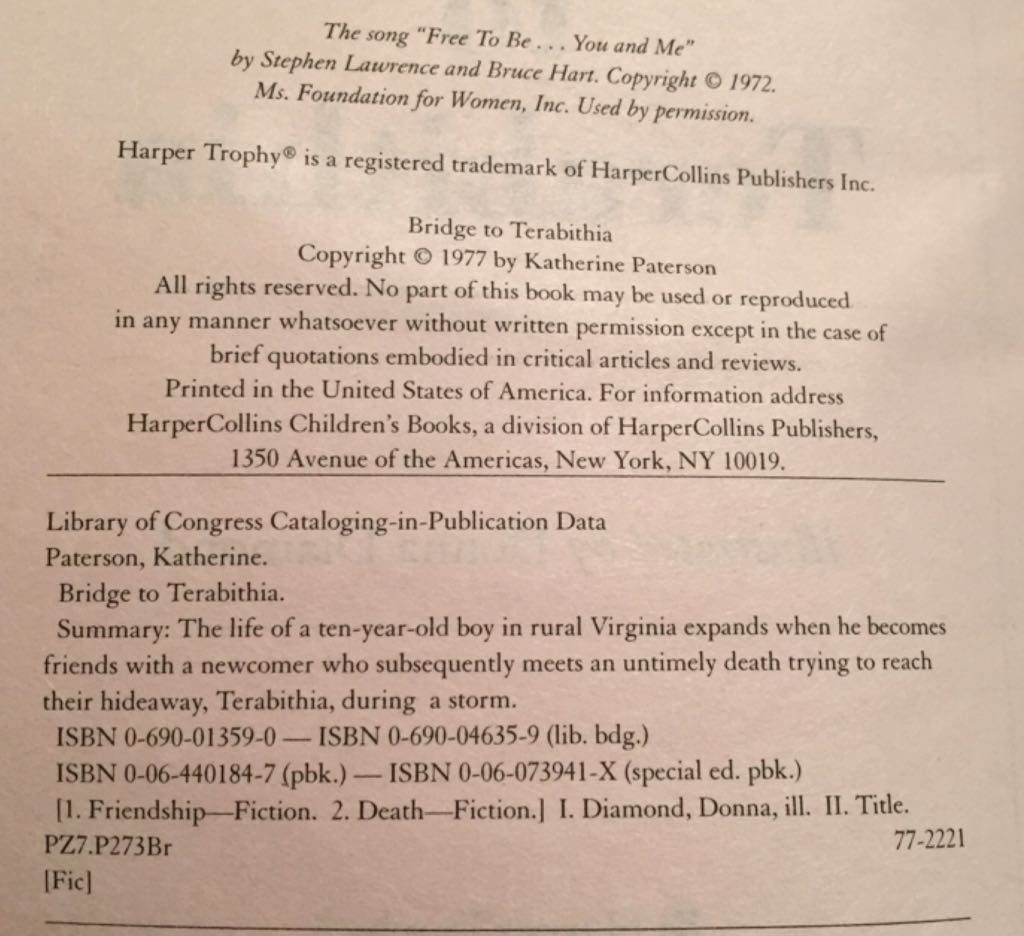 The song "Free To Be . . . You and Me"
by Stephen Lawrence and Bruce Hart. Copyright © 1972.
Ms. Foundation for Women, Inc. Used by permission.
Harper Trophy® is a registered trademark of HarperCollins Publishers Inc.
Bridge to Terabithia
Copyright © 1977 by Katherine Paterson
All rights reserved. No part of this book may be used or reproduced
in any manner whatsoever without written permission except in the case of
brief quotations embodied in critical articles and reviews.
Printed in the United States of America. For information address
HarperCollins Children's Books, a division of HarperCollins Publishers,
1350 Avenue of the Americas, New York, NY 10019.
Library of Congress Cataloging-in-Publication Data
Paterson, Katherine.
Bridge to Terabithia.
Summary: The life of a ten-year-old boy in rural Virginia expands when he becomes
friends with a newcomer who subsequently meets an untimely death trying to reach
their hideaway, Terabithia, during a storm.
ISBN 0-690-01359-0 — ISBN 0-690-04635-9 (lib. bdg.)
ISBN 0-06-440184-7 (pbk.) — ISBN 0-06-073941-X (special ed. pbk.)
[1. Friendship—Fiction. 2. Death—Fiction.] I. Diamond, Donna, ill. II. Title.
PZ7.P273Br 77-2221
[Fic]